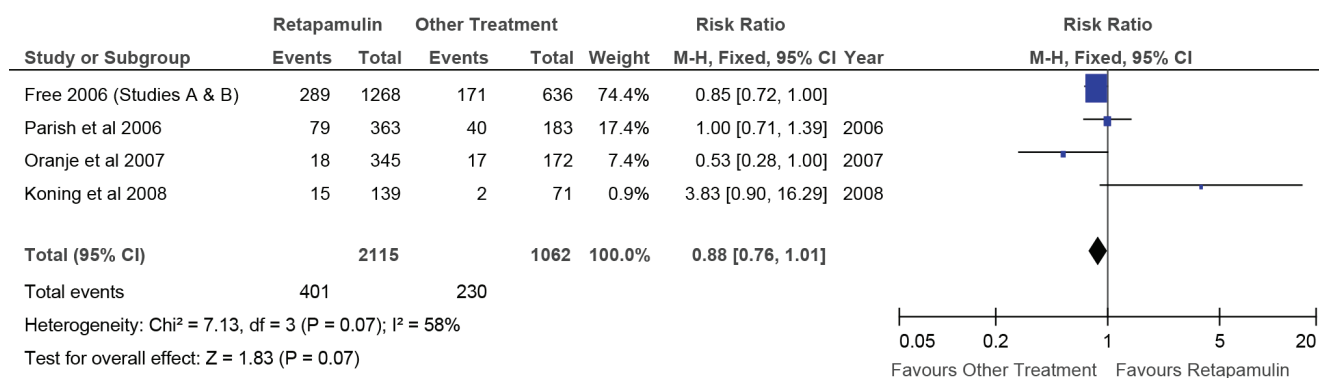 Retapamulin Other Treatment Risk Ratio Risk Ratio
Study or Subgroup Events Total Events Total Weight M-H, Fixed, 95% CI Year M-H, Fixed, 95% CI
Free 2006 (Studies A & B) 289 1268 171 636 74.4% 0.85 [0.72, 1.00]
Parish et al 2006 79 363 40 183 17.4% 1.00 [0.71, 1.39] 2006
Oranje et al 2007 18 345 17 172 7.4% 0.53 [0.28, 1.00] 2007
Koning et al 2008 15 139 2 71 0.9% 3.83 [0.90, 16.29] 2008
Total (95% CI) 2115 1062 100.0% 0.88 [0.76, 1.01]
Total events 401 230
Heterogeneity: Chi² = 7.13, df = 3 (P = 0.07); I² = 58%
Test for overall effect: Z = 1.83 (P = 0.07)
0.05 0.2 1 5 20
Favours Other Treatment Favours Retapamulin